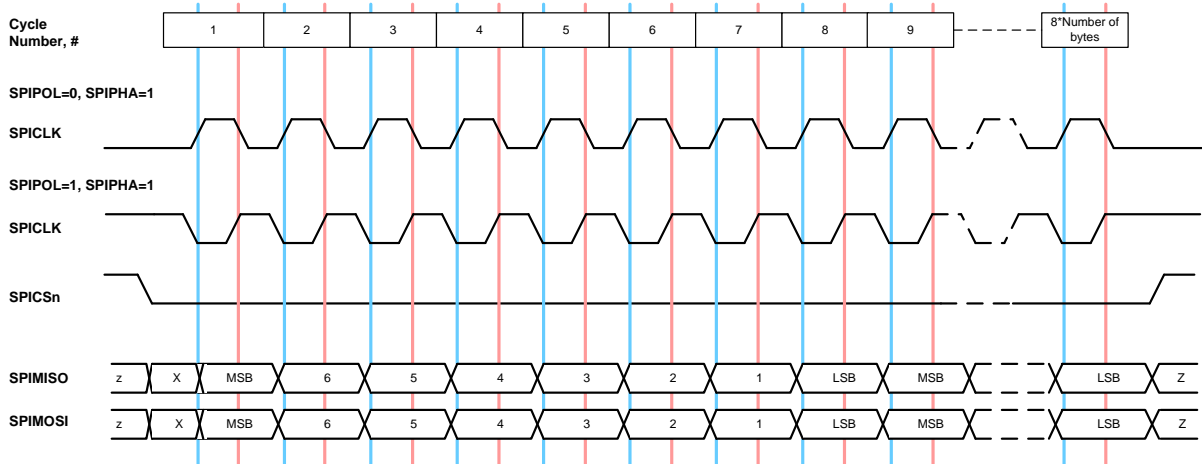 Cycle
Number, #
1 2 3 4 5 6 7 8 9
8*Number of
bytes
SPIPOL=0, SPIPHA=1
SPICLK
SPIPOL=1, SPIPHA=1
SPICLK
SPICSn
SPIMISO z X MSB 6 5 4 3 2 1 LSB MSB LSB Z
SPIMOSI z X MSB 6 5 4 3 2 1 LSB MSB LSB Z